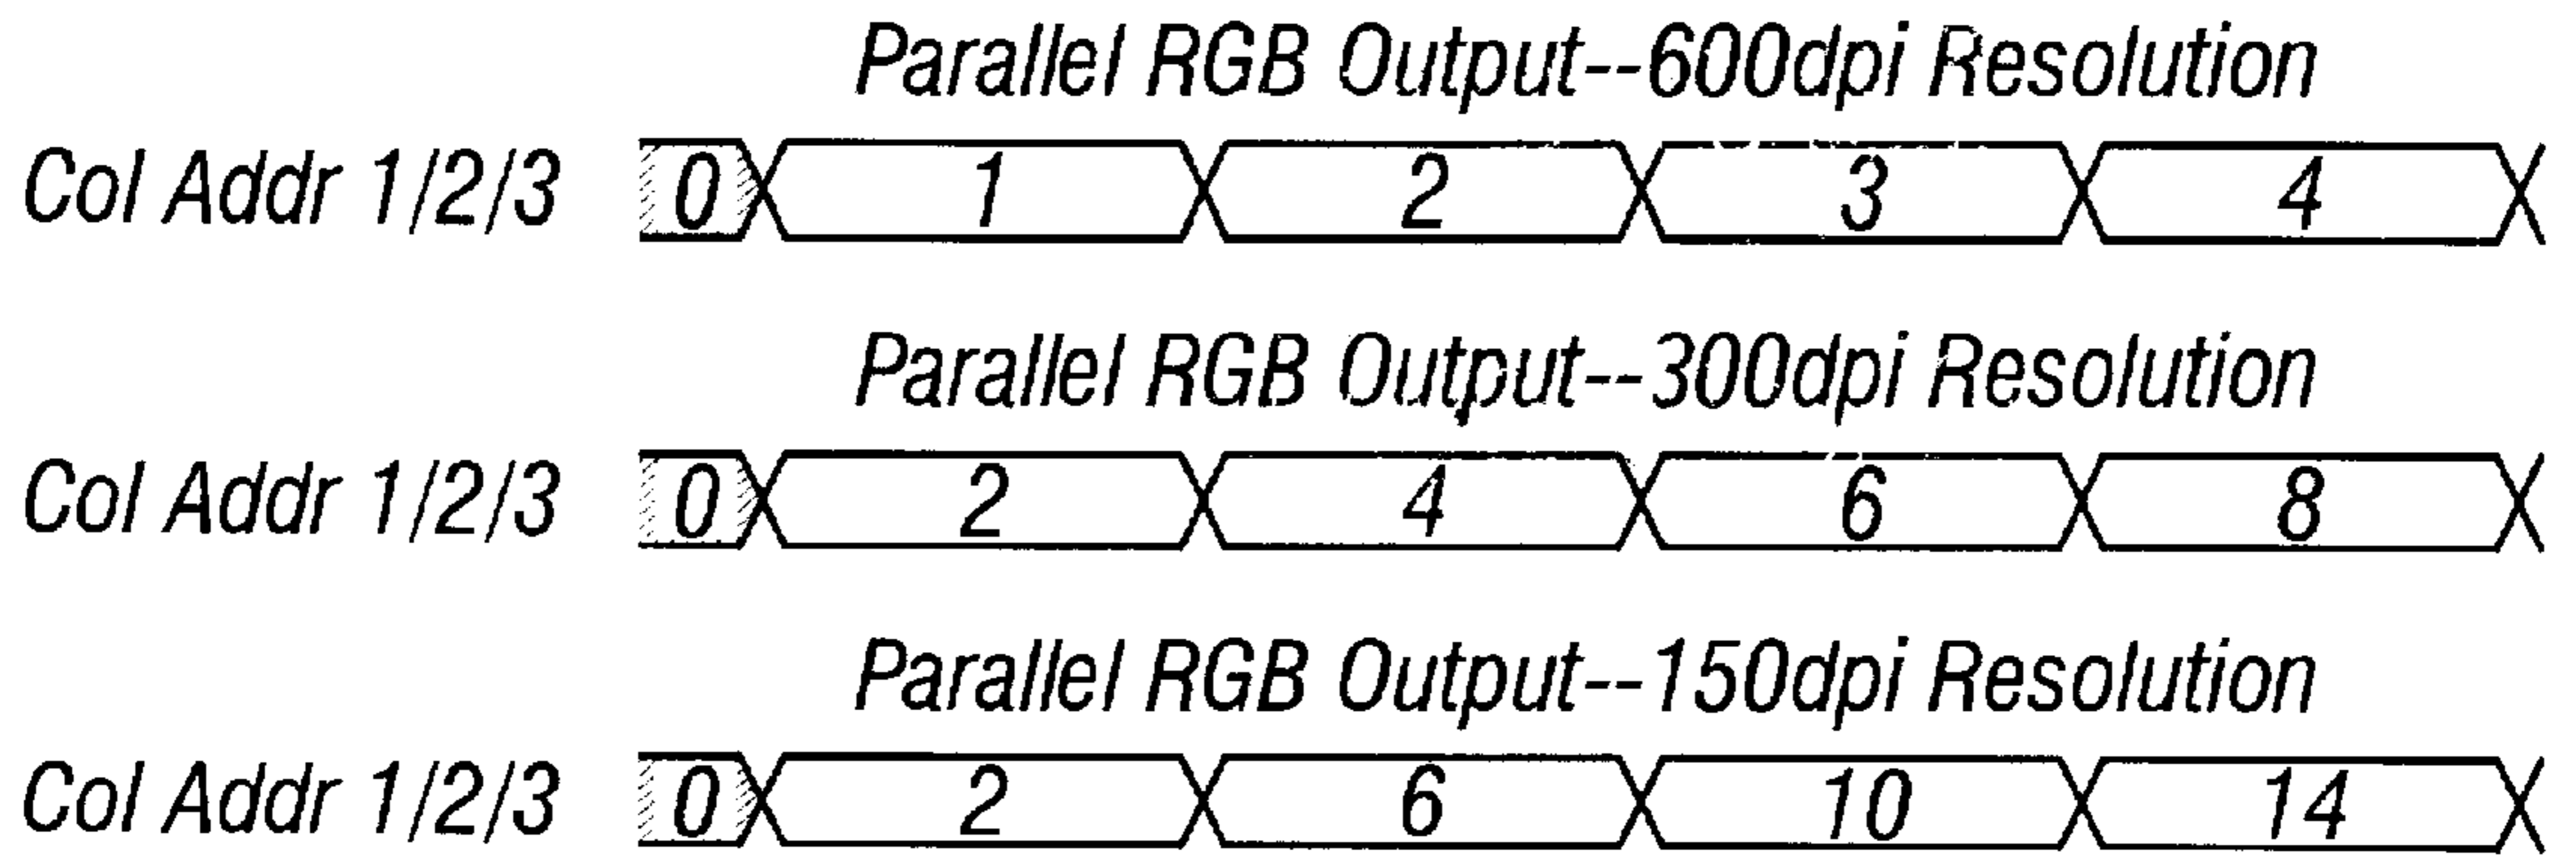 Parallel RGB Output--600dpi Resolution
Col Addr 1/2/3 0 1 2 3 4
Parallel RGB Output--300dpi Resolution
Col Addr 1/2/3 0 2 4 6 8
Parallel RGB Output--150dpi Resolution
Col Addr 1/2/3 0 2 6 10 14